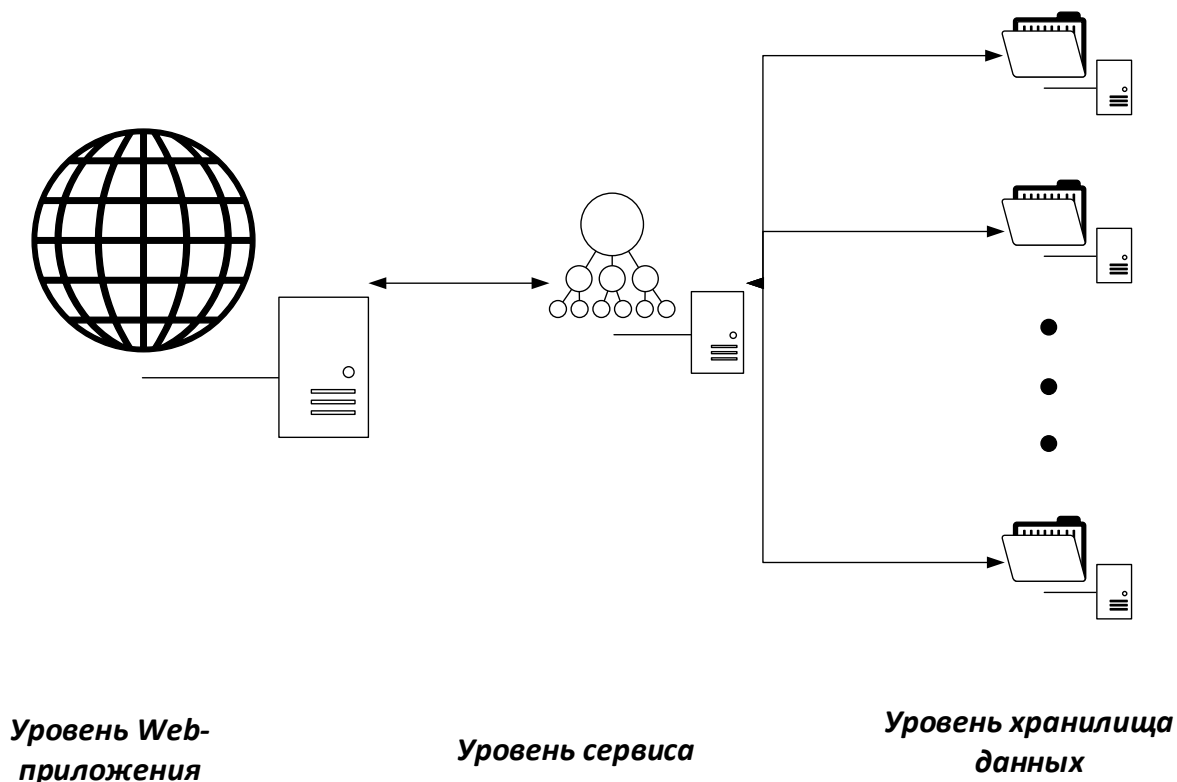 Уровень Web-
приложения
Уровень сервиса
Уровень хранилища
данных